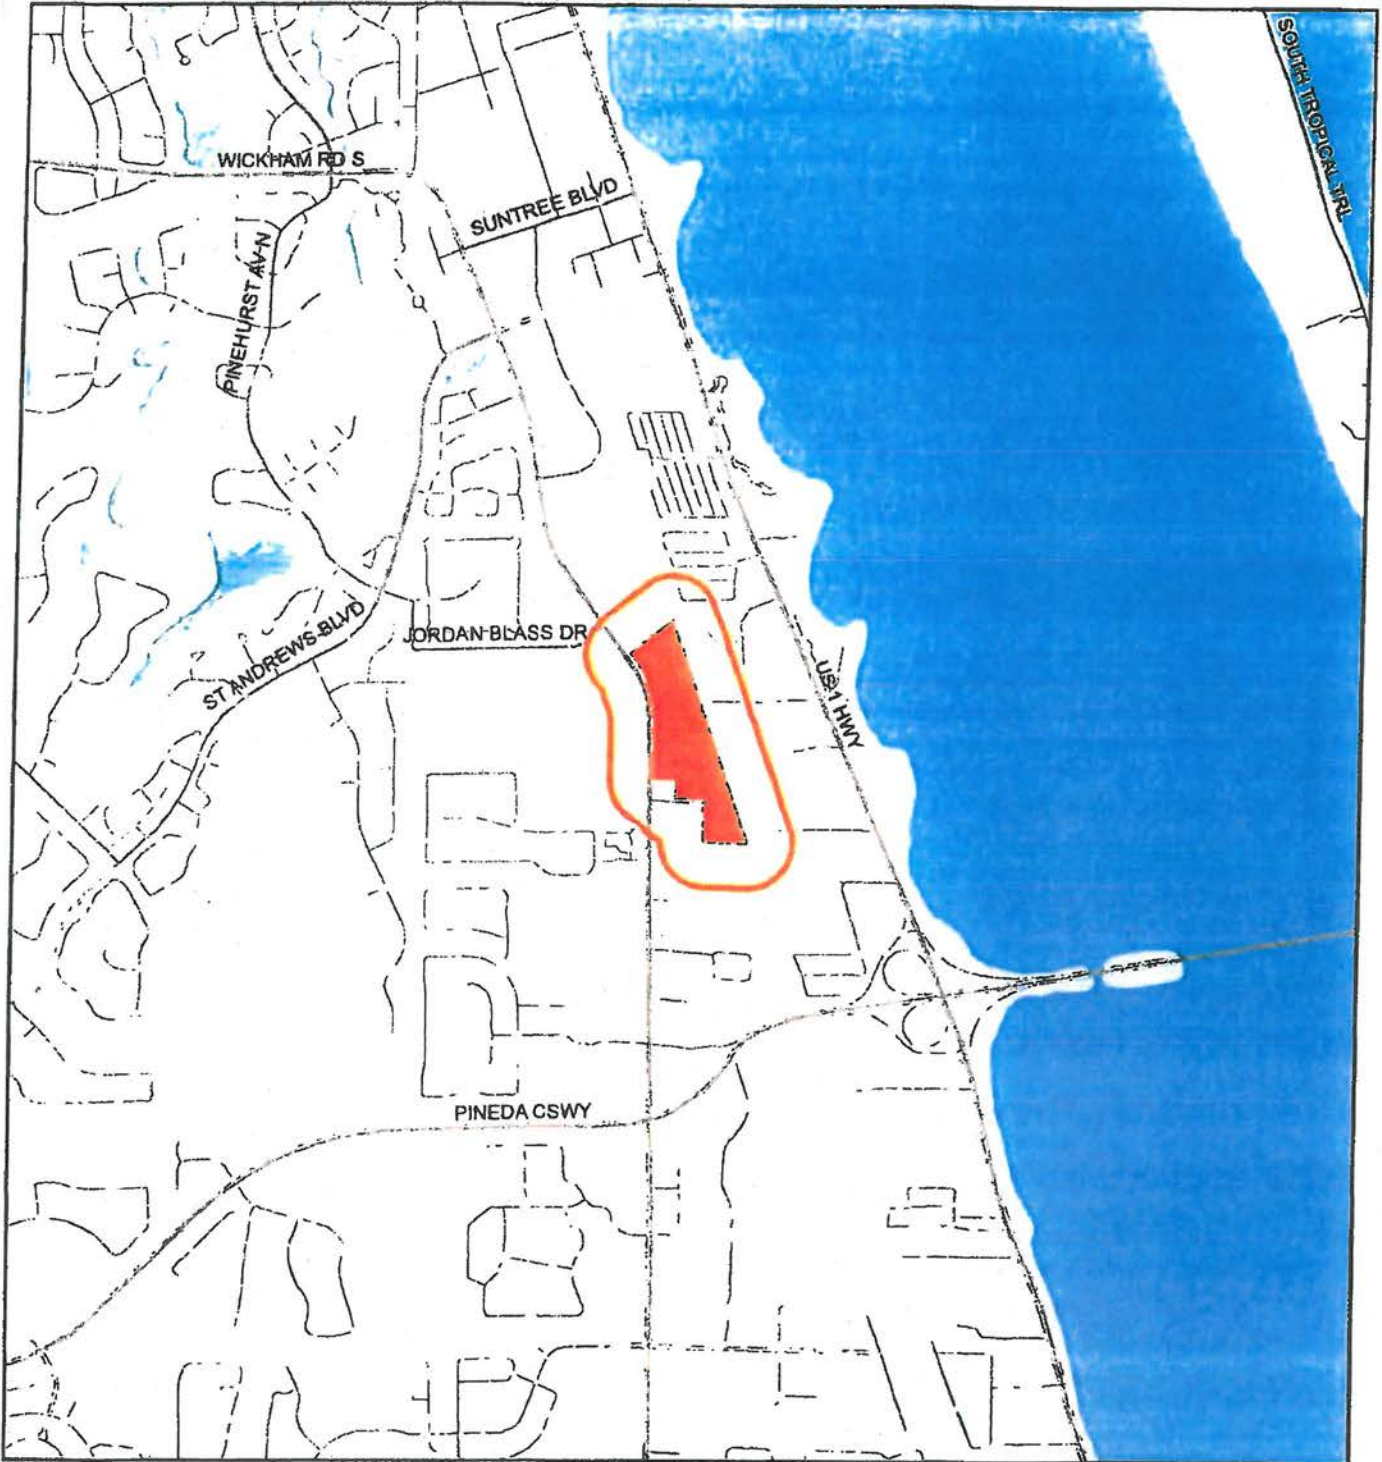 SOUTH TROPICAL TRL
WICKHAM RD S
SUNTREE BLVD
PINEHURST AV N
JORDAN BLASS DR
ST ANDREWS BLVD
US 1 HWY
PINEDA CSWY